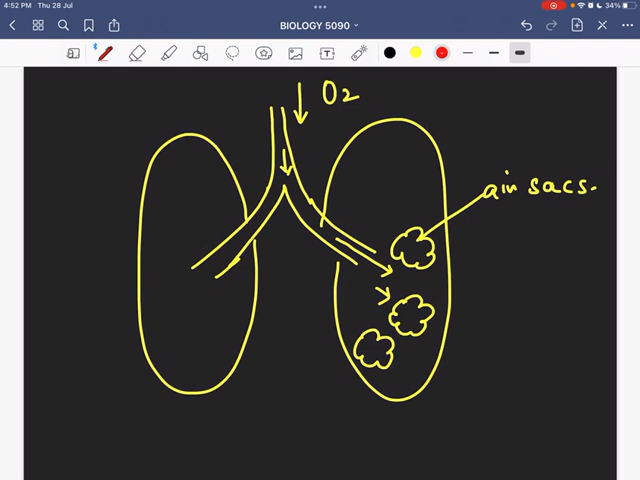 4:52 PM Thu 28 Jul
34%
BIOLOGY 5090
O2
air sacs.